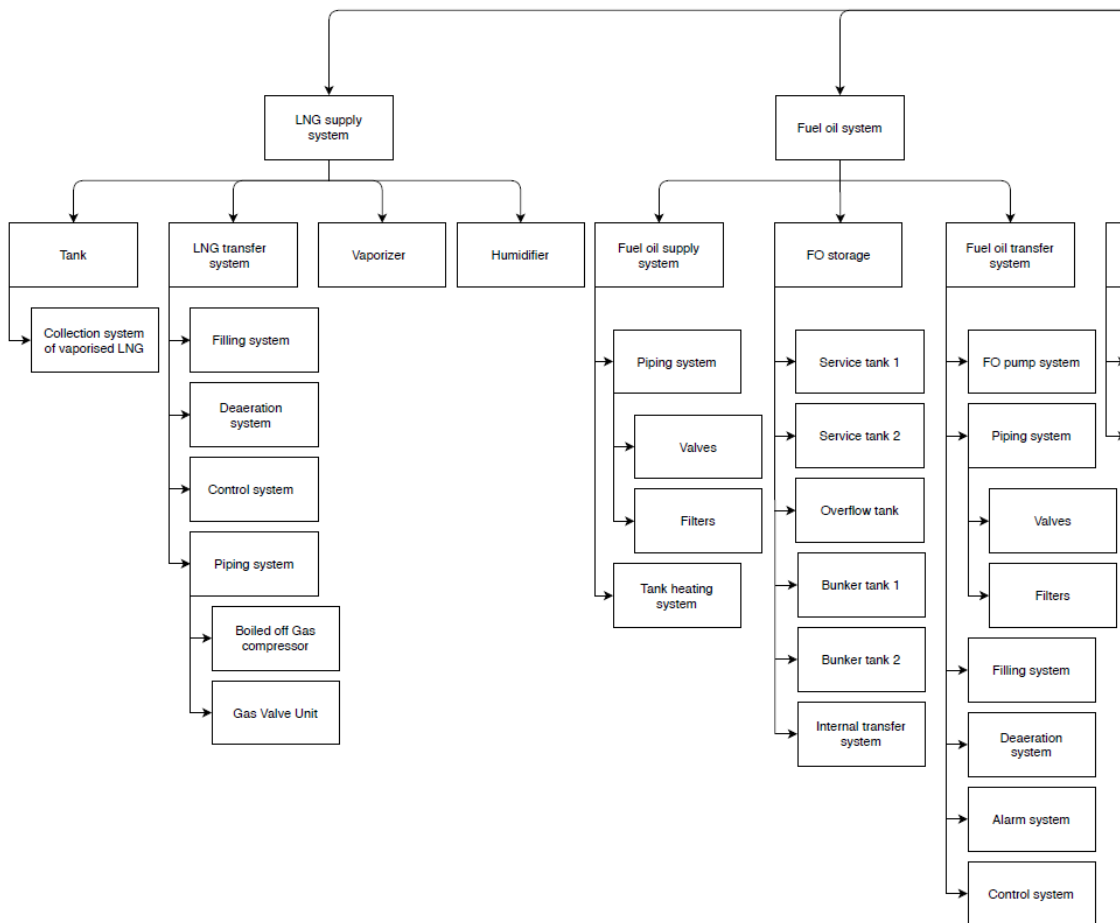 LNG supply
system
Fuel oil system
Tank
LNG transfer
system
Vaporizer
Humidifier
Fuel oil supply
system
FO storage
Fuel oil transfer
system
Collection system
of vaporised LNG
Filling system
Deaeration
system
Control system
Piping system
Boiled off Gas
compressor
Gas Valve Unit
Piping system
Valves
Filters
Tank heating
system
Service tank 1
Service tank 2
Overflow tank
Bunker tank 1
Bunker tank 2
Internal transfer
system
FO pump system
Piping system
Valves
Filters
Filling system
Deaeration
system
Alarm system
Control system